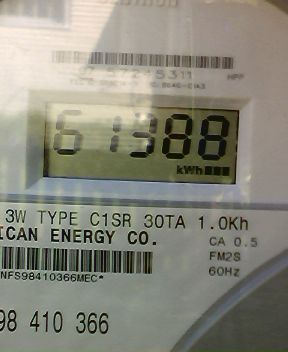 61388
kWh
3W TYPE C1SR 30TA 1.0Kh
ICAN ENERGY CO.
CA 0.5
FM2S
60Hz
NFS98410366MEC*
98 410 366